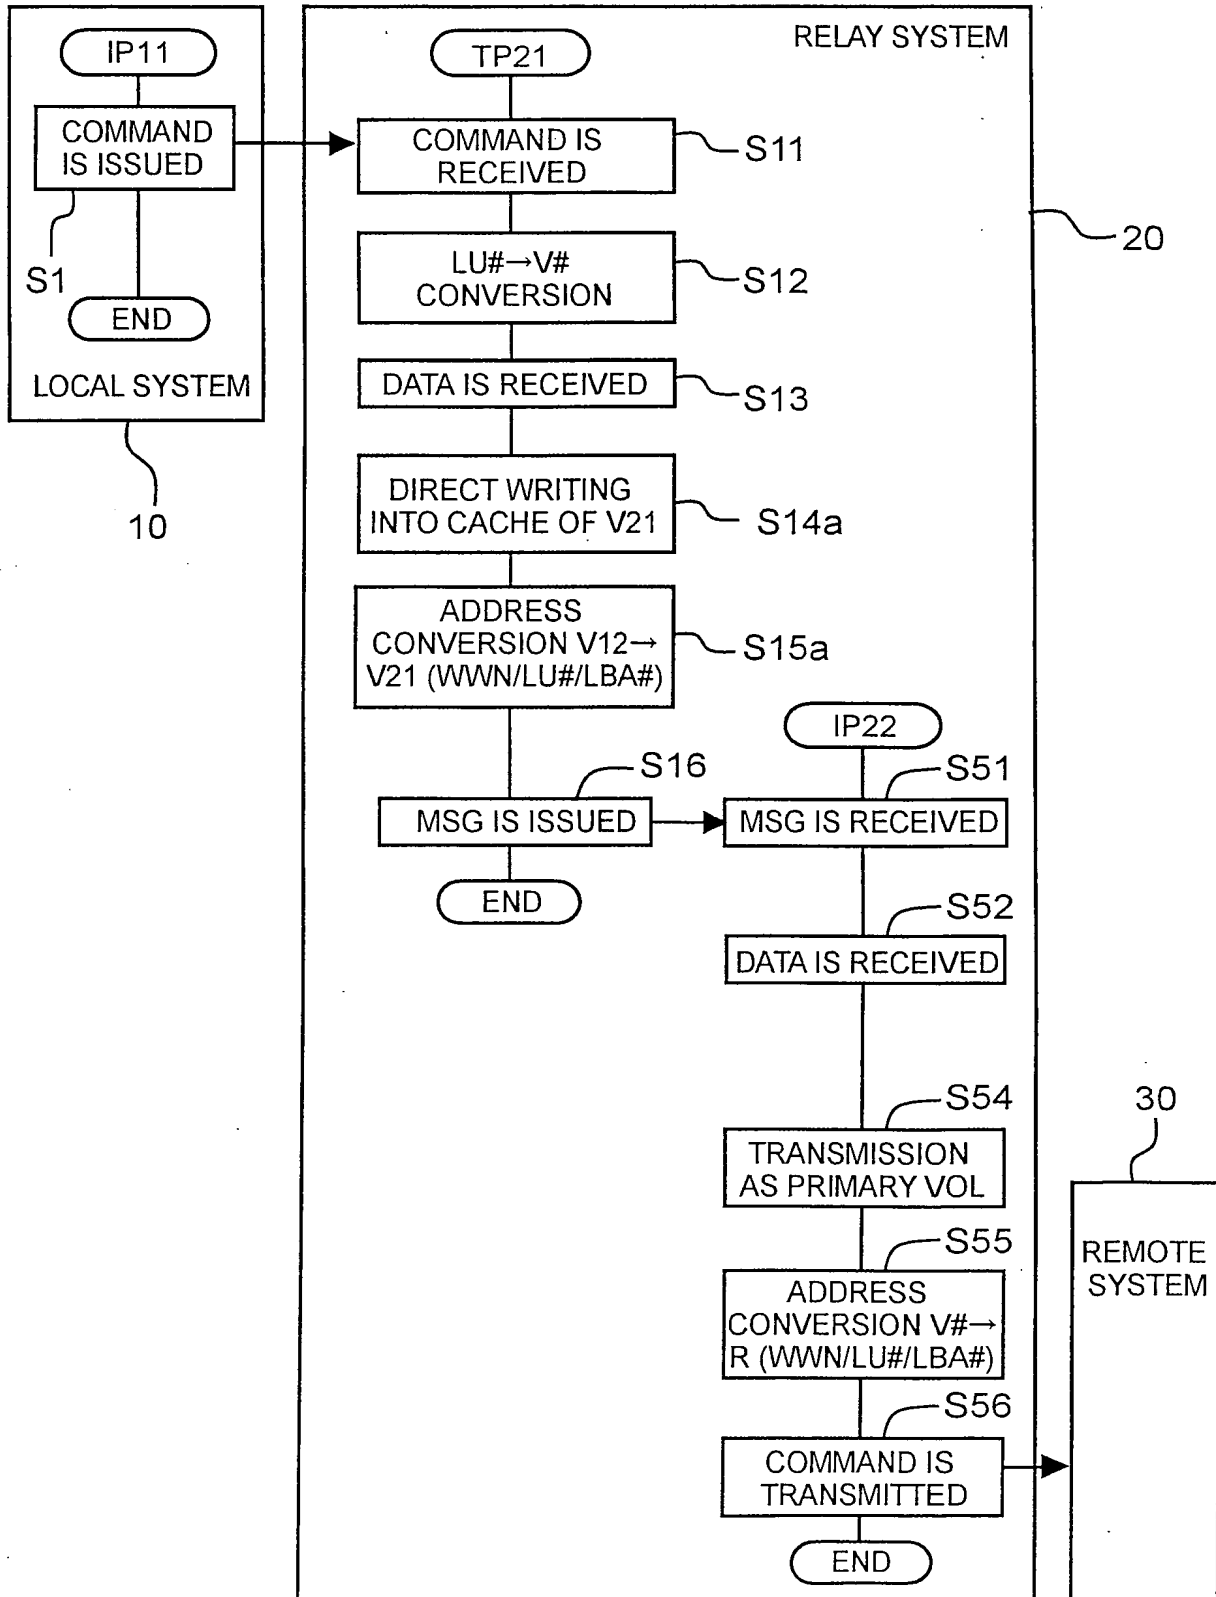 IP11
COMMAND
IS ISSUED
S1
END
LOCAL SYSTEM
10
RELAY SYSTEM
20
TP21
COMMAND IS
RECEIVED
S11
LU#→V#
CONVERSION
S12
DATA IS RECEIVED
S13
DIRECT WRITING
INTO CACHE OF V21
S14a
ADDRESS
CONVERSION V12→
V21 (WWN/LU#/LBA#)
S15a
S16
MSG IS ISSUED
END
IP22
S51
MSG IS RECEIVED
S52
DATA IS RECEIVED
S54
TRANSMISSION
AS PRIMARY VOL
S55
ADDRESS
CONVERSION V#→
R (WWN/LU#/LBA#)
S56
COMMAND IS
TRANSMITTED
END
30
REMOTE
SYSTEM